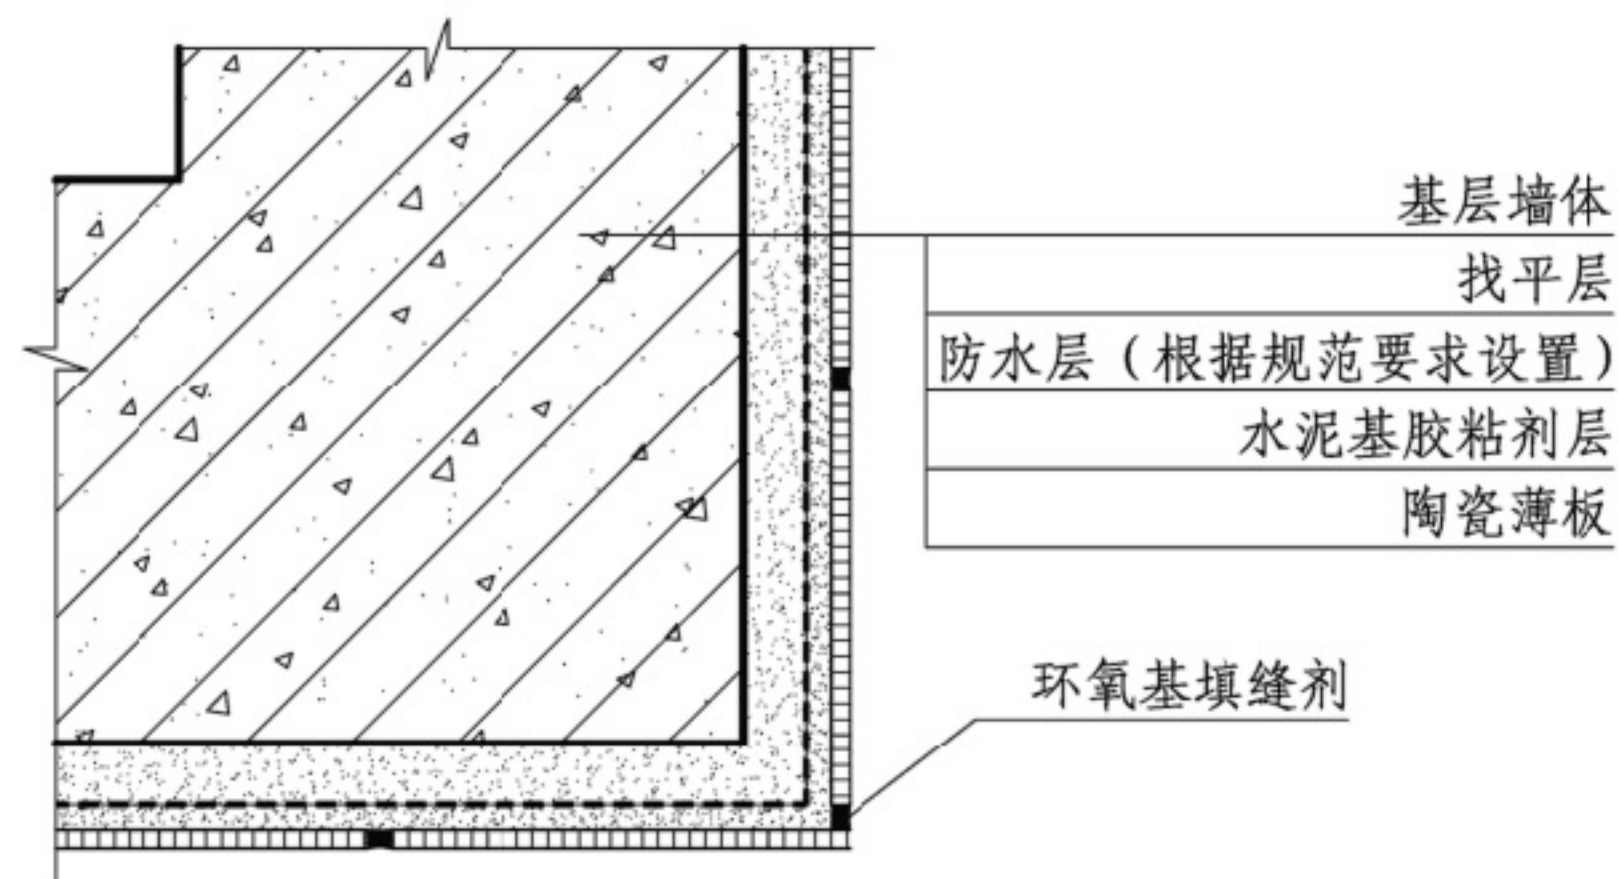 基层墙体
找平层
防水层（根据规范要求设置）
水泥基胶粘剂层
陶瓷薄板
环氧基填缝剂